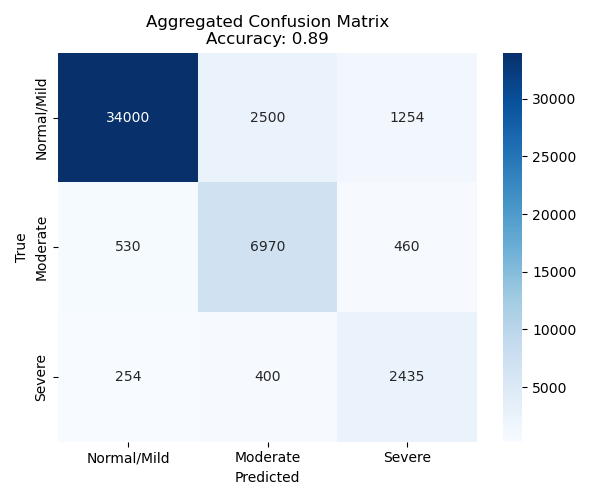 Aggregated Confusion Matrix
Accuracy: 0.89
True
Normal/Mild
34000 2500 1254
Moderate
530 6970 460
Severe
254 400 2435
Normal/Mild Moderate Severe
Predicted
30000
25000
20000
15000
10000
5000